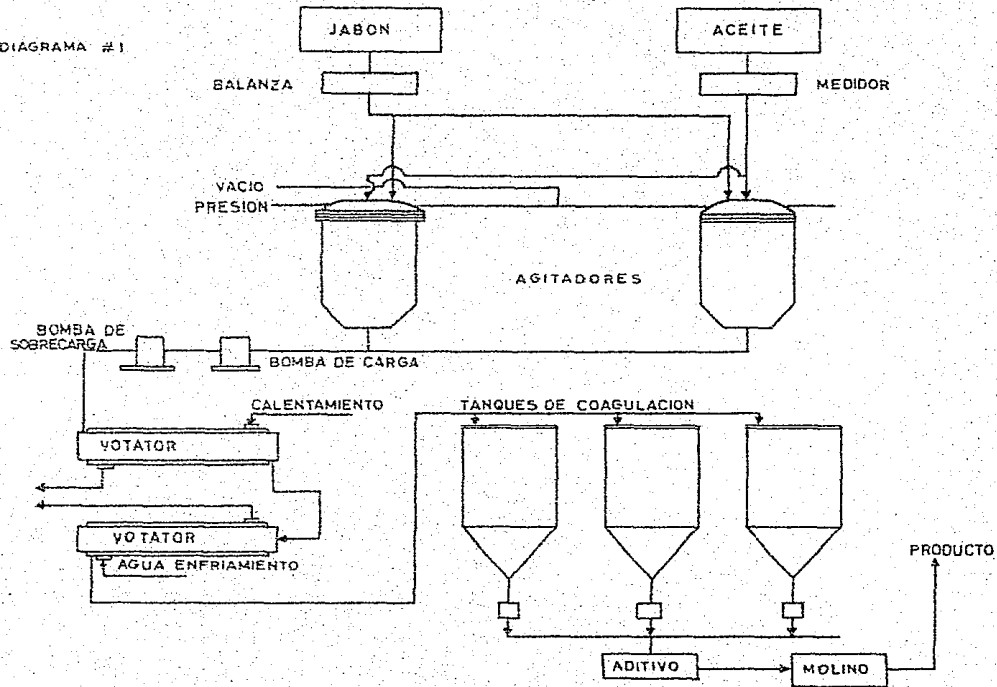 DIAGRAMA #1
JABON
ACEITE
BALANZA
MEDIDOR
VACIO
PRESION
AGITADORES
BOMBA DE
SOBRECARGA
BOMBA DE CARGA
CALENTAMIENTO
TANQUES DE COAGULACION
VOTATOR
VOTATOR
AGUA ENFRIAMIENTO
PRODUCTO
ADITIVO
MOLINO